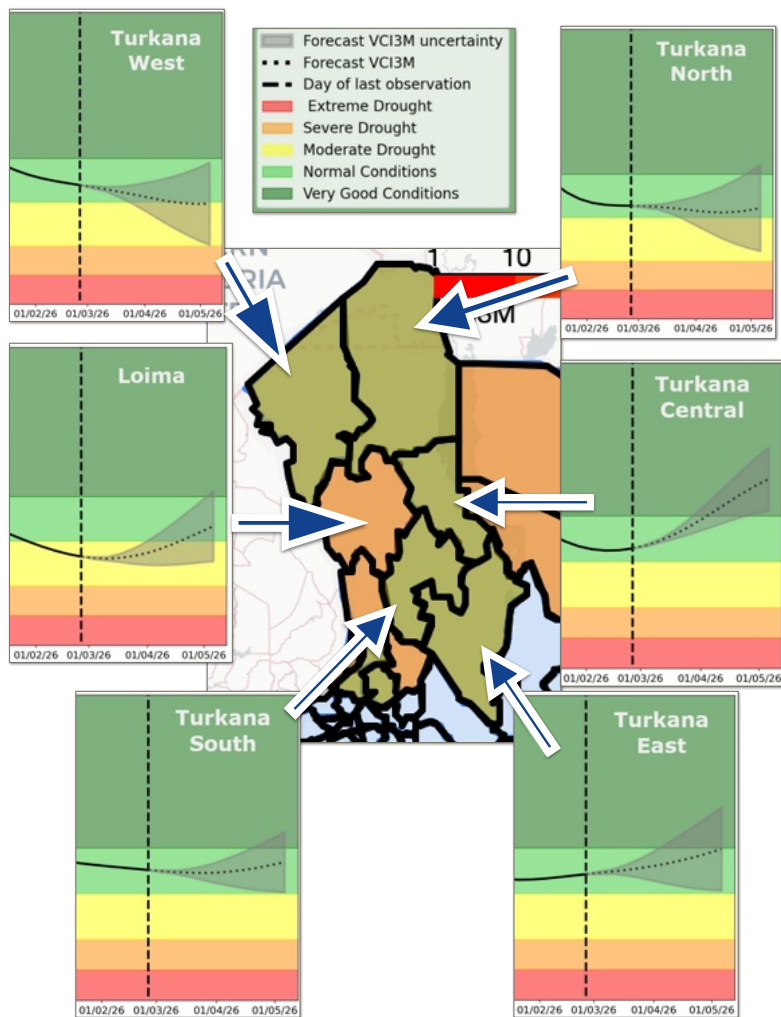 Turkana
West
Forecast VCI3M uncertainty
Forecast VCI3M
Day of last observation
Extreme Drought
Severe Drought
Moderate Drought
Normal Conditions
Very Good Conditions
Turkana
North
01/02/26 01/03/26 01/04/26 01/05/26
1 10
01/02/26 01/03/26 01/04/26 01/05/26
Loima
01/02/26 01/03/26 01/04/26 01/05/26
Turkana
Central
01/02/26 01/03/26 01/04/26 01/05/26
Turkana
South
01/02/26 01/03/26 01/04/26 01/05/26
Turkana
East
01/02/26 01/03/26 01/04/26 01/05/26